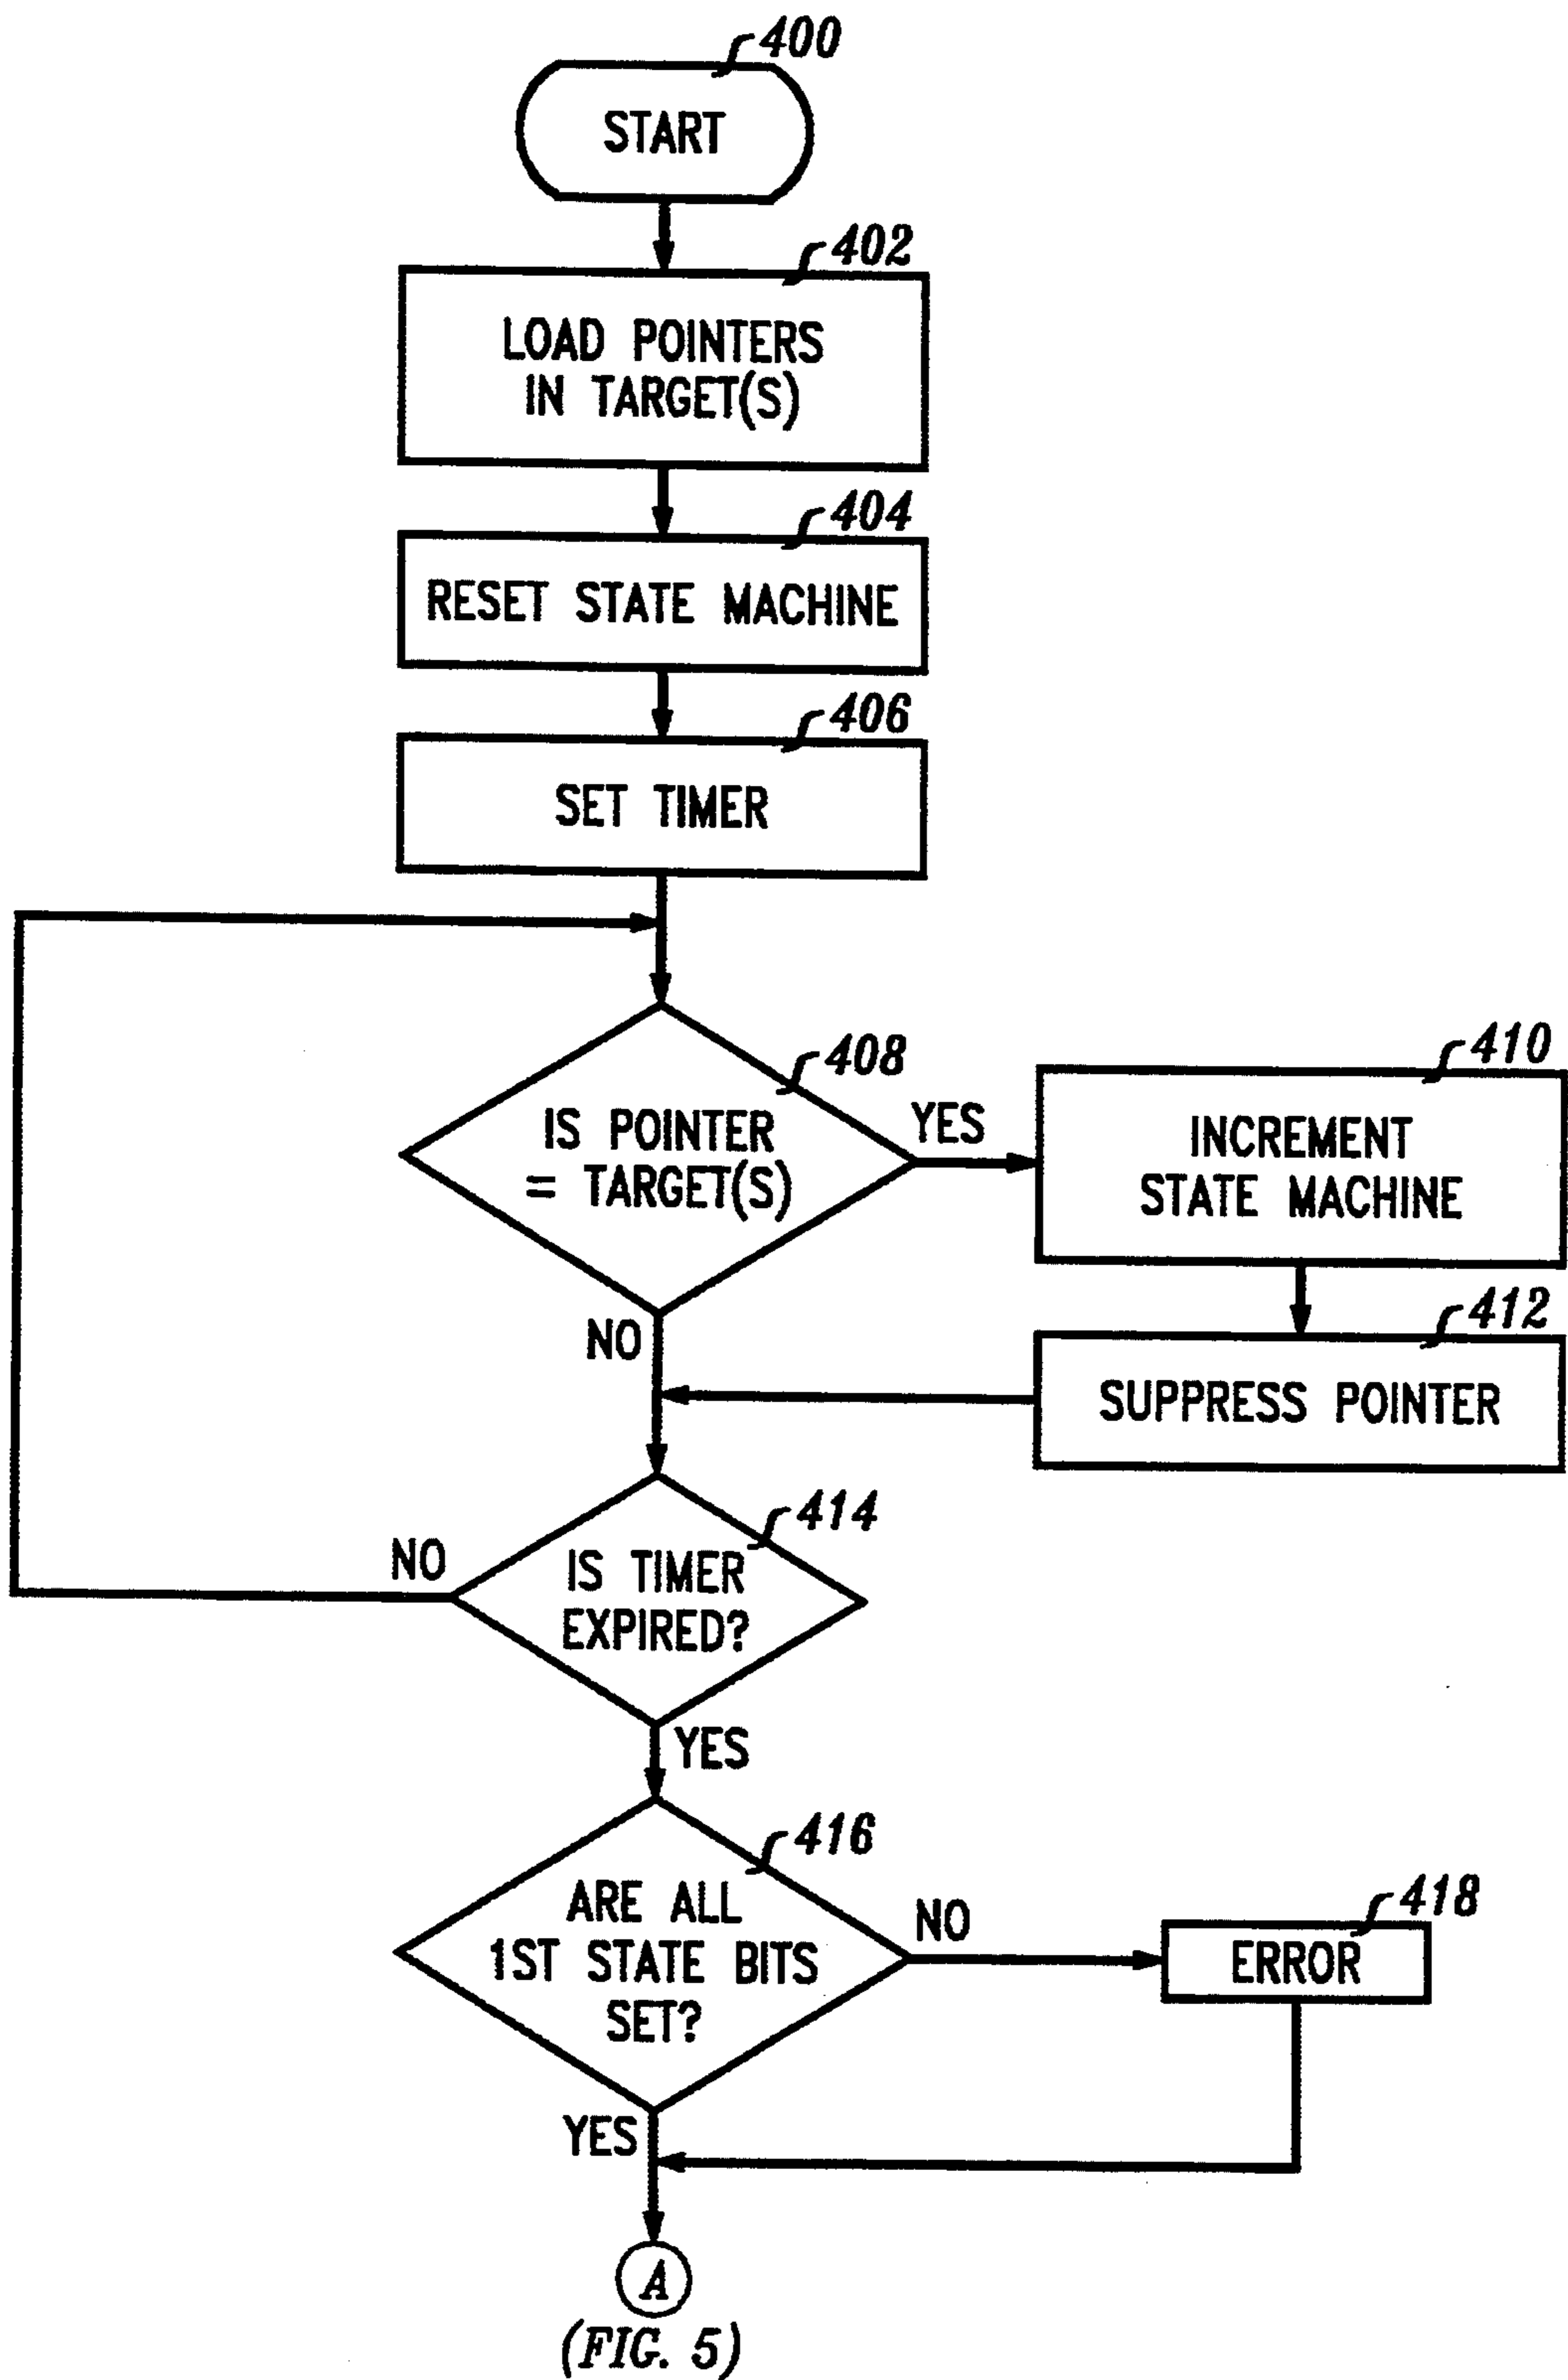 400
START
402
LOAD POINTERS
IN TARGET(S)
404
RESET STATE MACHINE
406
SET TIMER
408
IS POINTER
= TARGET(S)
YES
410
INCREMENT
STATE MACHINE
NO
412
SUPPRESS POINTER
414
NO
IS TIMER
EXPIRED?
YES
416
ARE ALL
1ST STATE BITS
SET?
NO
418
ERROR
YES
A
(FIG. 5)